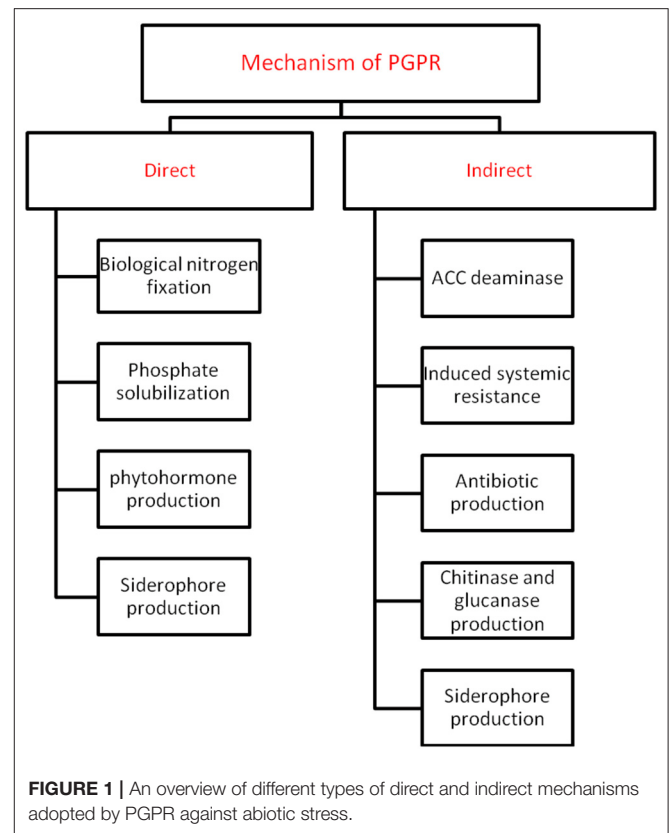 Mechanism of PGPR
Direct
Indirect
Biological nitrogen
fixation
Phosphate
solubilization
phytohormone
production
Siderophore
production
ACC deaminase
Induced systemic
resistance
Antibiotic
production
Chitinase and
glucanase
production
Siderophore
production
FIGURE 1 | An overview of different types of direct and indirect mechanisms
adopted by PGPR against abiotic stress.